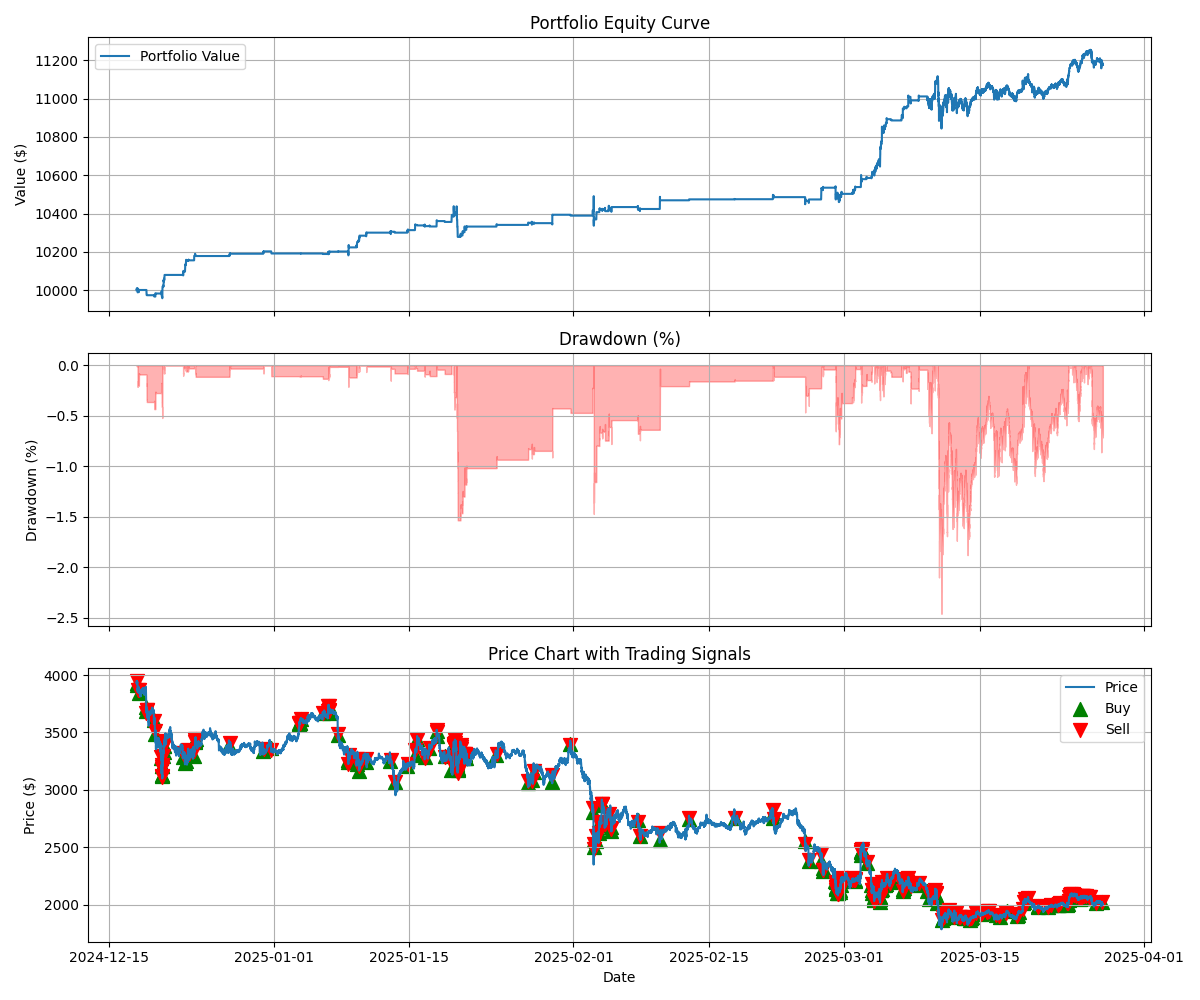 Portfolio Equity Curve
Value ($)
11200
11000
10800
10600
10400
10200
10000
Portfolio Value
Drawdown (%)
Drawdown (%)
0.0
−0.5
−1.0
−1.5
−2.0
−2.5
Price Chart with Trading Signals
Price ($)
4000
3500
3000
2500
2000
Price
Buy
Sell
2024-12-15
2025-01-01
2025-01-15
2025-02-01
2025-02-15
2025-03-01
2025-03-15
2025-04-01
Date